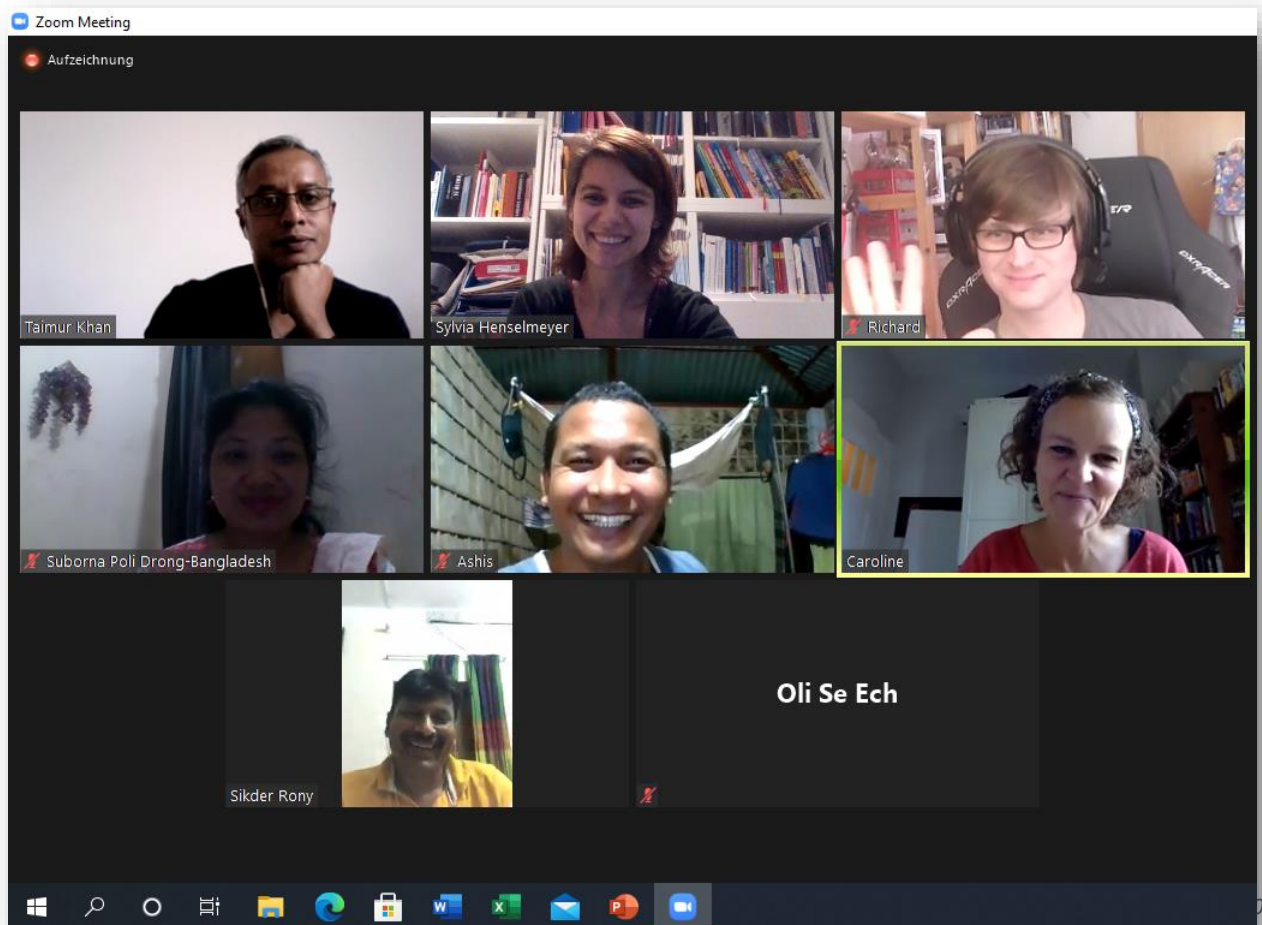 Zoom Meeting
Aufzeichnung
Taimur Khan
Sylvia Henselmeyer
Richard
DXRACER
Suborna Poli Drong-Bangladesh
Ashis
Caroline
Sikder Rony
Oli Se Ech